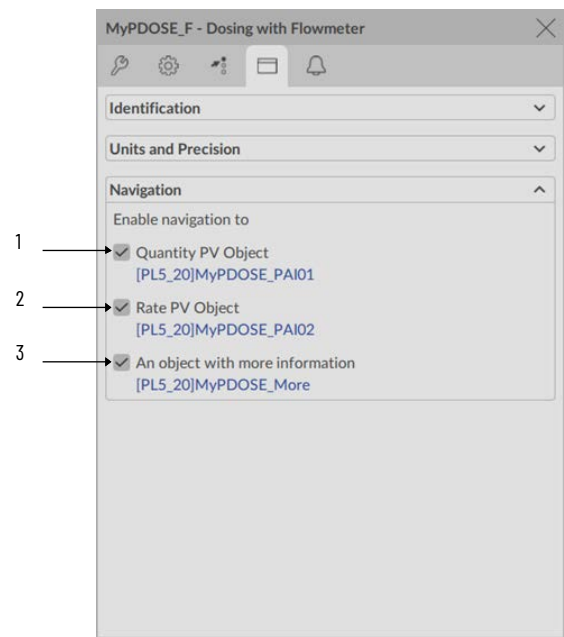 MyPDOSE_F - Dosing with Flowmeter
Identification
Units and Precision
Navigation
Enable navigation to
1
Quantity PV Object
[PL5_20]MyPDOSE_PAI01
2
Rate PV Object
[PL5_20]MyPDOSE_PAI02
3
An object with more information
[PL5_20]MyPDOSE_More